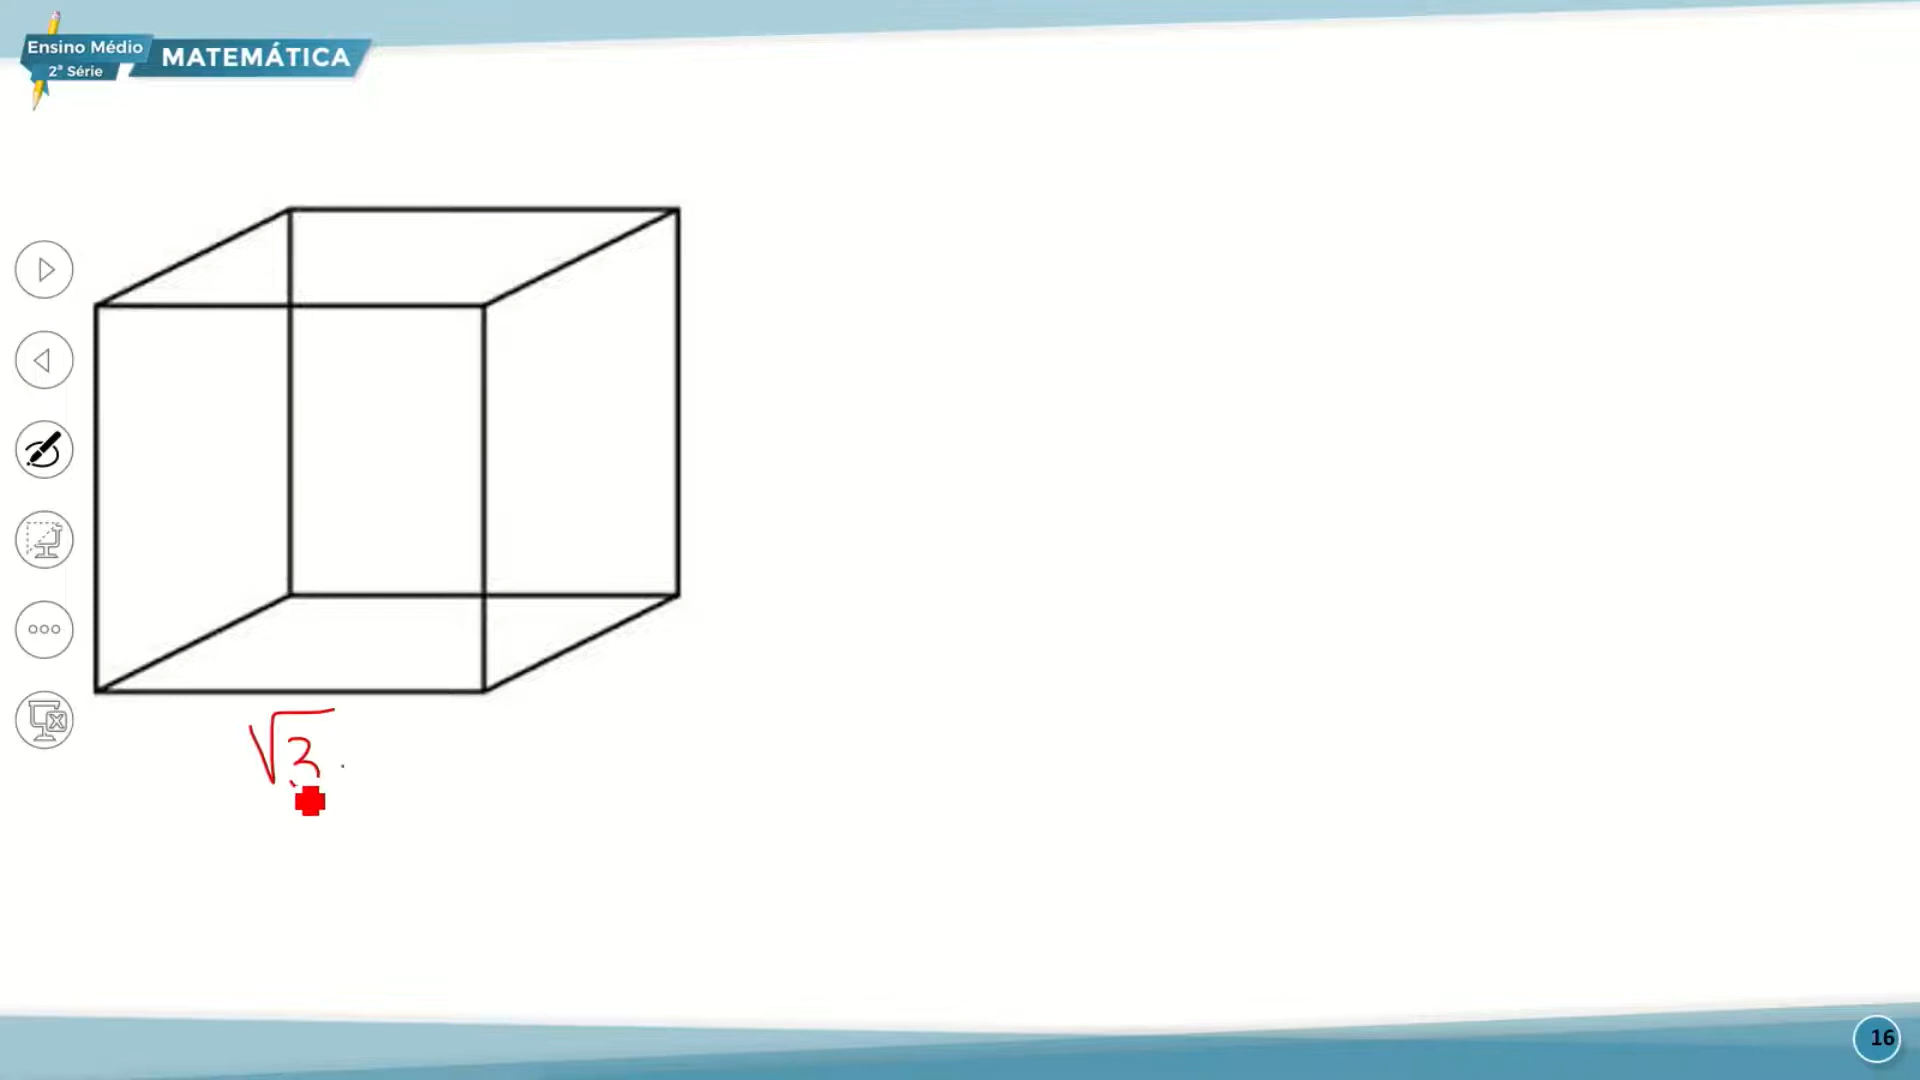 Ensino Médio
2ª Série
MATEMÁTICA
√3
16